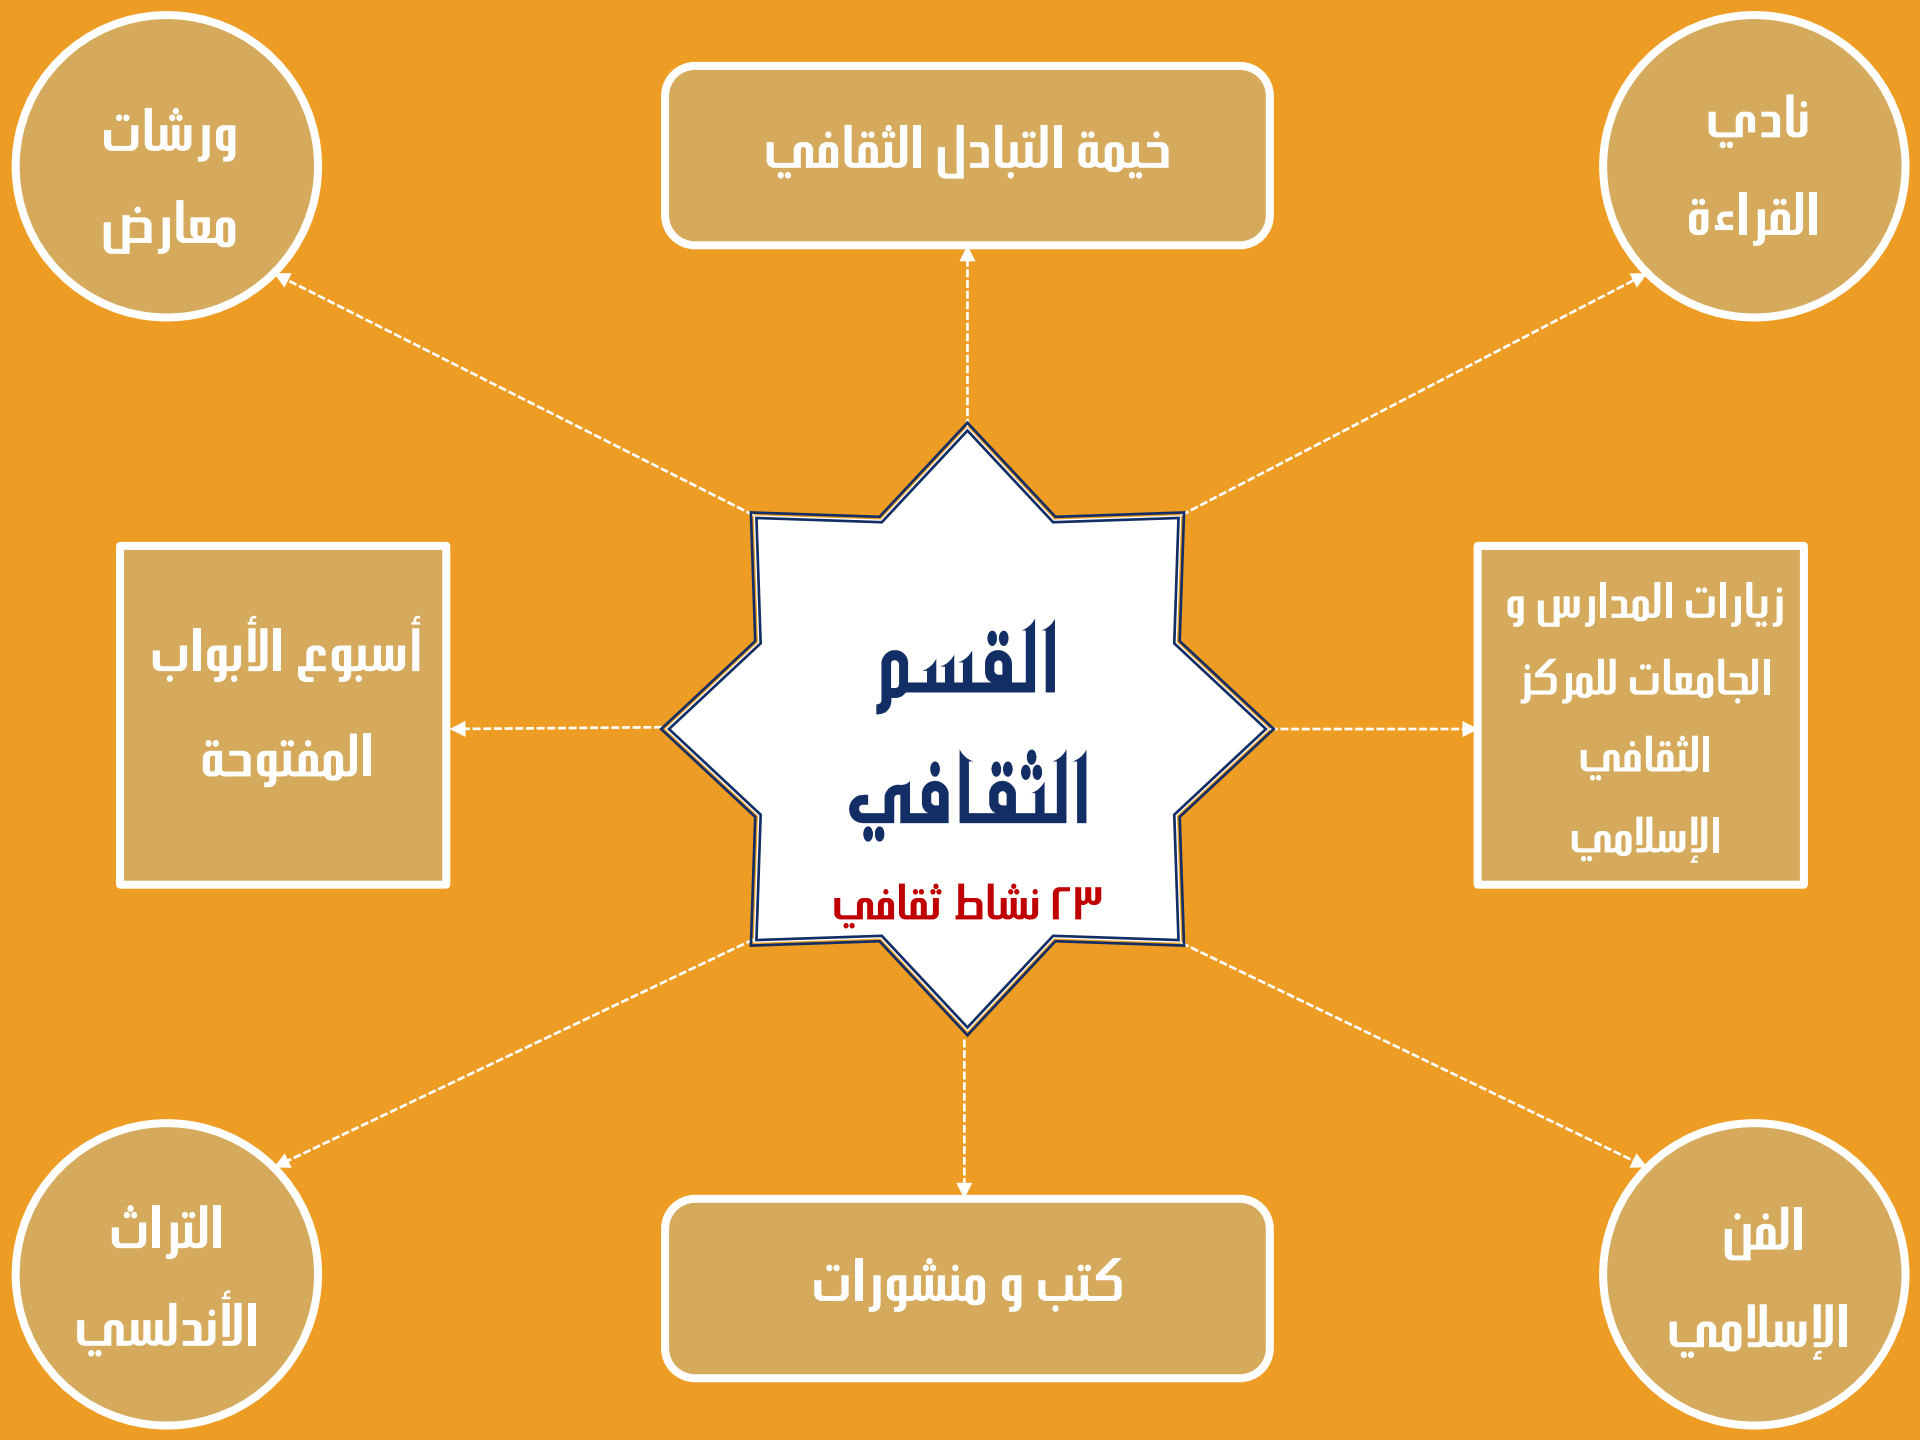 نادي
القراءة
خيمة التبادل الثقافي
ورشات
معارض
زيارات المدارس و
الجامعات للمركز
الثقافي
الإسلامي
القسم
الثقافي
٢٣ نشاط ثقافي
أسبوع الأبواب
المفتوحة
الفن
الإسلامي
كتب و منشورات
التراث
الأندلسي